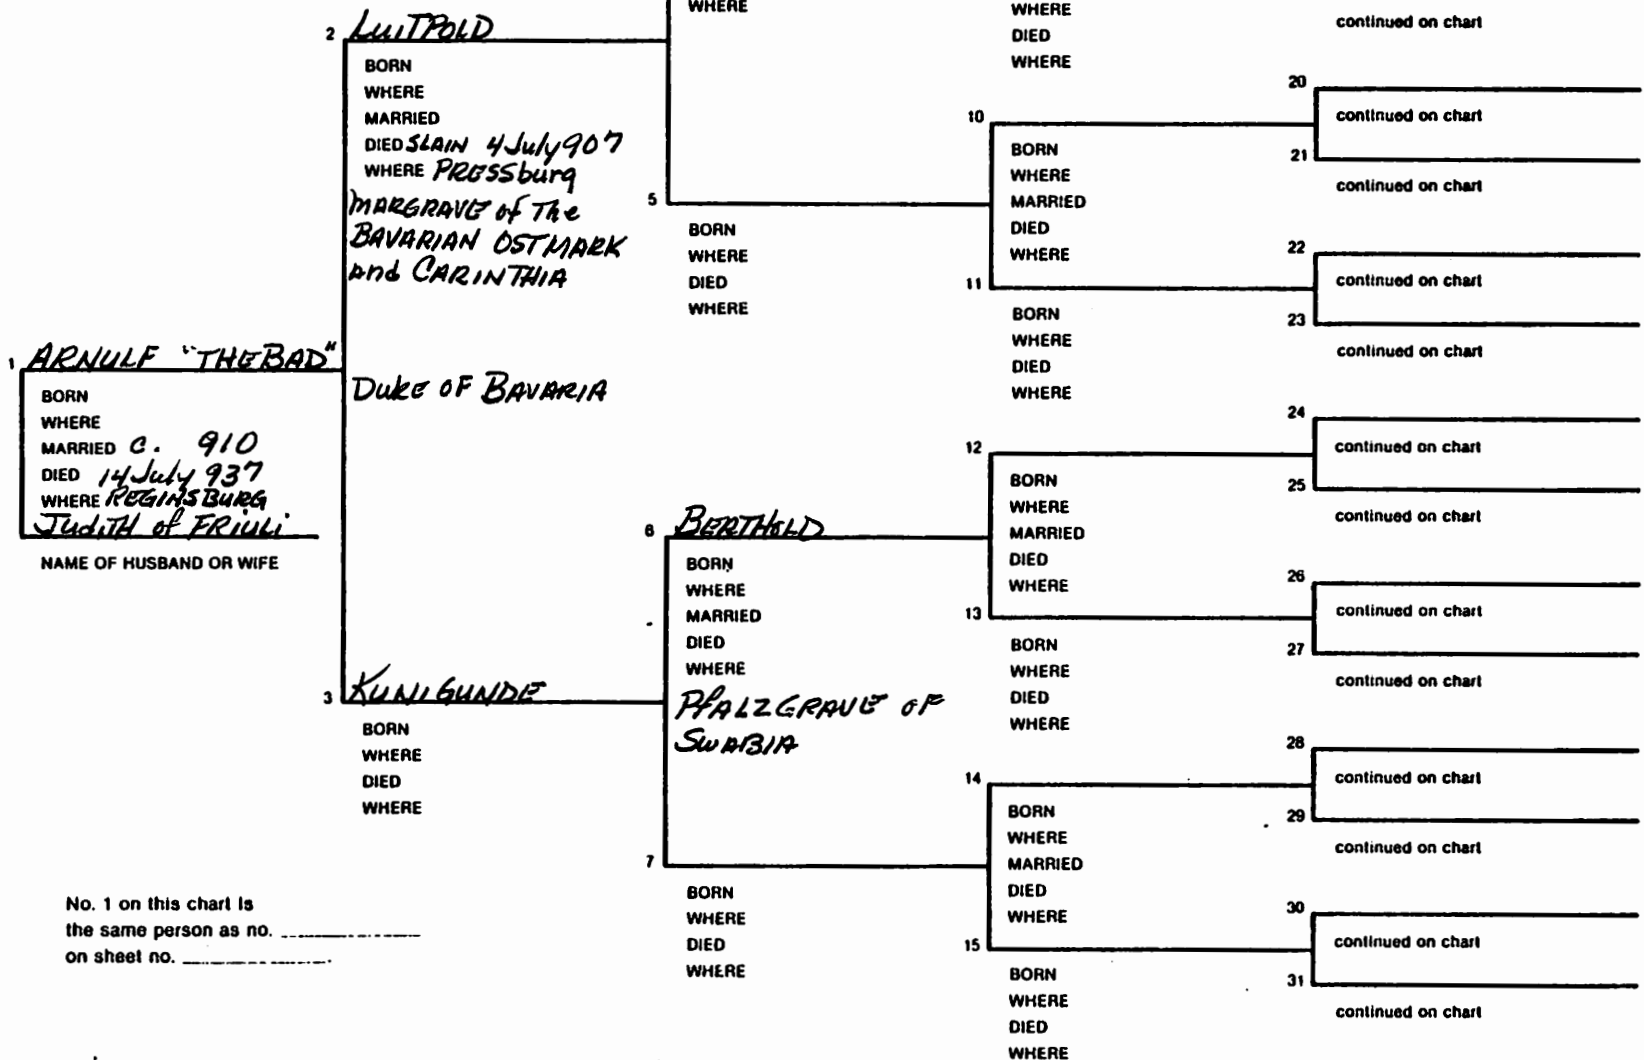 2 LUITPOLD
BORN
WHERE
MARRIED
DIED SLAIN 4 July 907
WHERE PRESSburg
MARGRAVE of The
BAVARIAN OSTMARK
and CARINTHIA
1 ARNULF "THE BAD"
Duke OF BAVARIA
BORN
WHERE
MARRIED C. 910
DIED 14 July 937
WHERE REGINSBURG
JudiTH of FRIULI
NAME OF HUSBAND OR WIFE
3 KUNIGUNDE
BORN
WHERE
DIED
WHERE
No. 1 on this chart is
the same person as no.
on sheet no.
WHERE
5
BORN
WHERE
DIED
WHERE
6 BERTHOLD
BORN
WHERE
MARRIED
DIED
WHERE
PFALZGRAVE OF
SWABIA
7
BORN
WHERE
DIED
WHERE
WHERE
DIED
WHERE
10
BORN
WHERE
MARRIED
DIED
WHERE
11
BORN
WHERE
DIED
WHERE
12
BORN
WHERE
MARRIED
DIED
WHERE
13
BORN
WHERE
DIED
WHERE
14
BORN
WHERE
MARRIED
DIED
WHERE
15
BORN
WHERE
DIED
WHERE
continued on chart
20
continued on chart
21
continued on chart
22
continued on chart
23
continued on chart
24
continued on chart
25
continued on chart
26
continued on chart
27
continued on chart
28
continued on chart
29
continued on chart
30
continued on chart
31
continued on chart